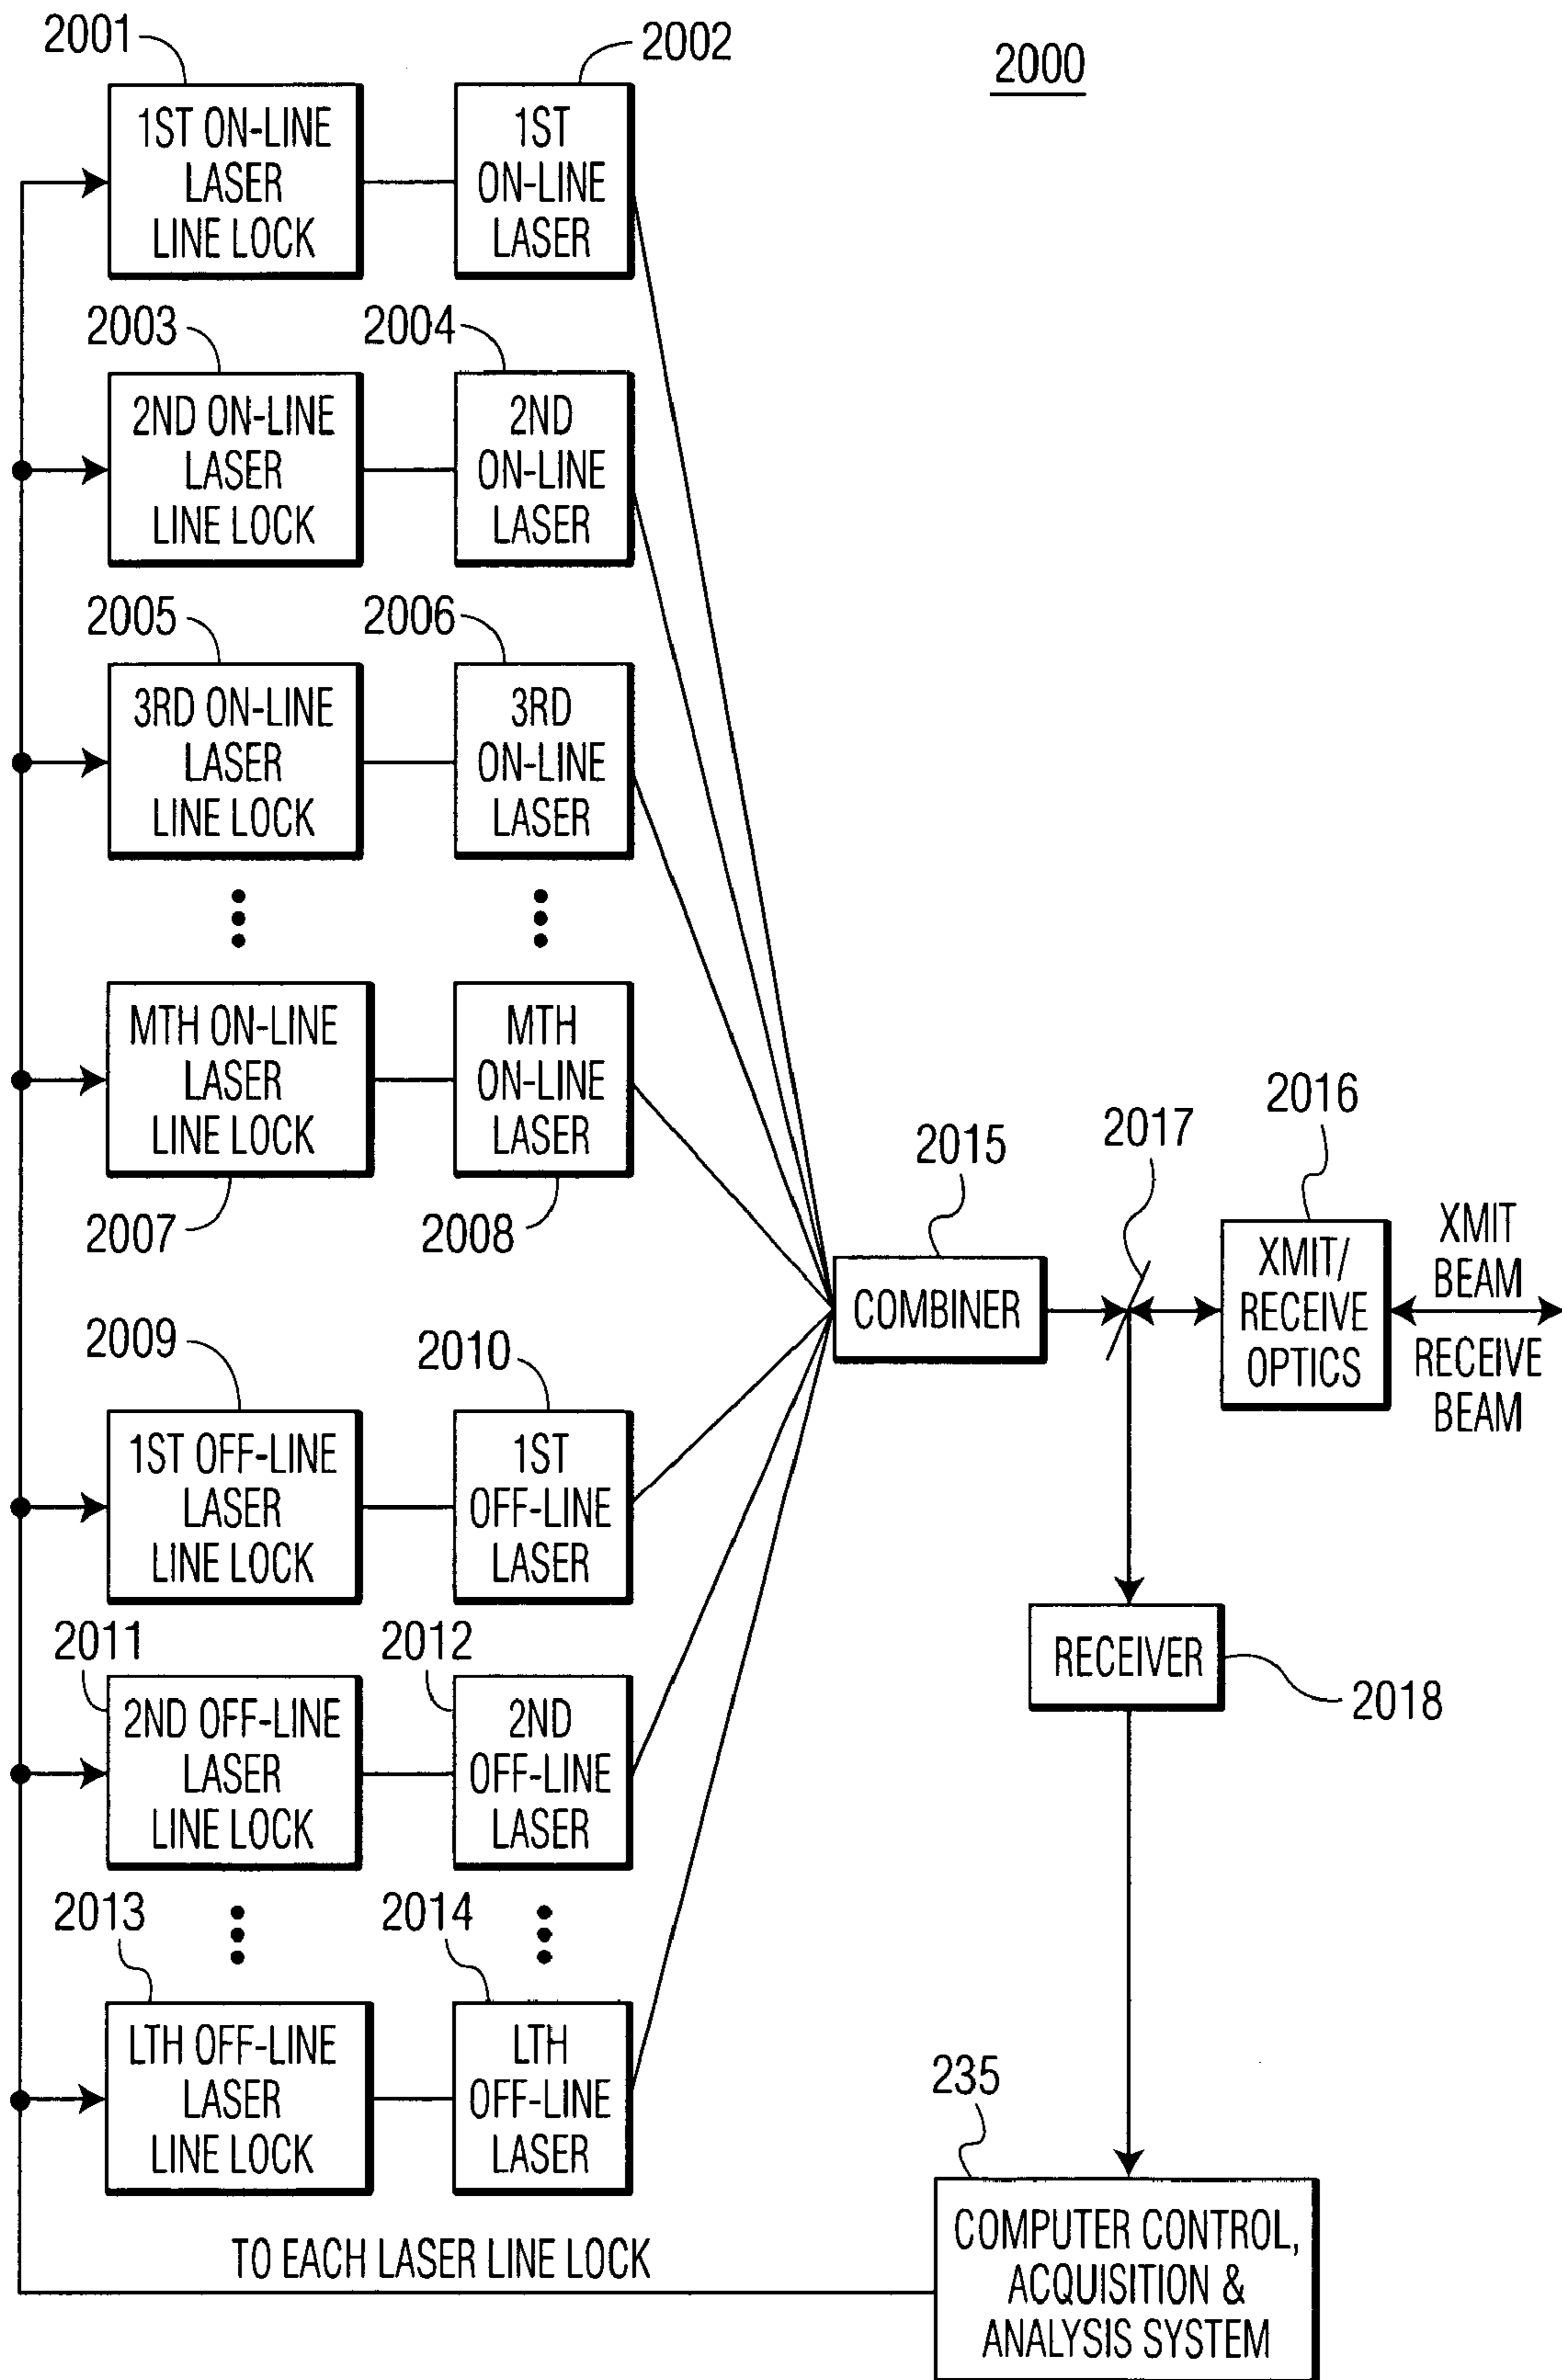 2001
2002
2000
1ST ON-LINE
LASER
LINE LOCK
1ST
ON-LINE
LASER
2003
2004
2ND ON-LINE
LASER
LINE LOCK
2ND
ON-LINE
LASER
2005
2006
3RD ON-LINE
LASER
LINE LOCK
3RD
ON-LINE
LASER
MTH ON-LINE
LASER
LINE LOCK
MTH
ON-LINE
LASER
2007
2008
2015
2017
2016
COMBINER
XMIT/
RECEIVE
OPTICS
XMIT
BEAM
RECEIVE
BEAM
2009
2010
1ST OFF-LINE
LASER
LINE LOCK
1ST
OFF-LINE
LASER
2011
2012
2ND OFF-LINE
LASER
LINE LOCK
2ND
OFF-LINE
LASER
RECEIVER
2018
2013
2014
LTH OFF-LINE
LASER
LINE LOCK
LTH
OFF-LINE
LASER
235
TO EACH LASER LINE LOCK
COMPUTER CONTROL,
ACQUISITION &
ANALYSIS SYSTEM